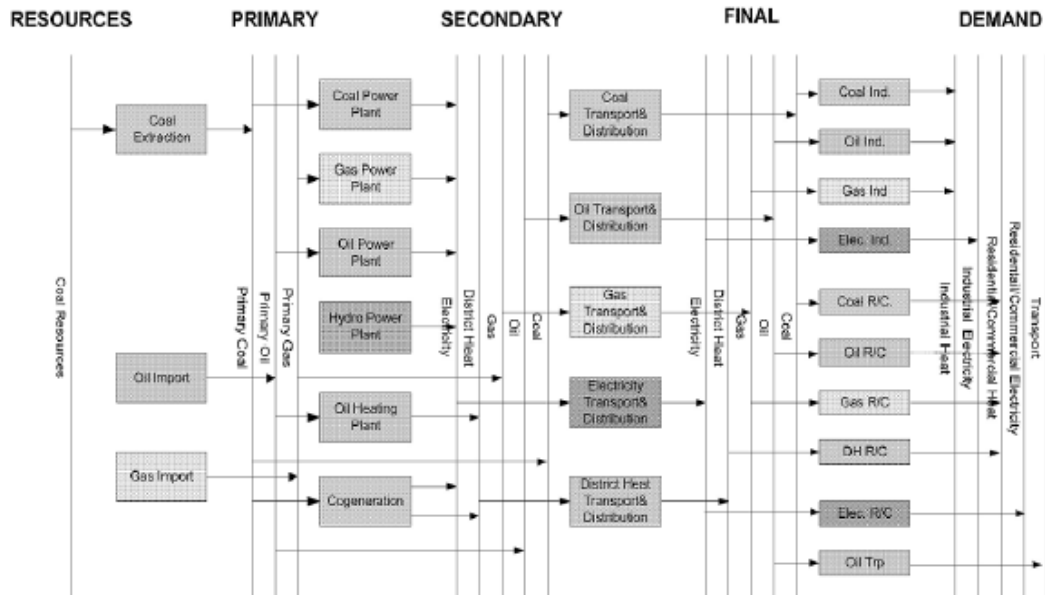 RESOURCES
PRIMARY
SECONDARY
FINAL
DEMAND
Coal Resources
Coal
Extraction
Oil Import
Gas Import
Primary Coal
Primary Oil
Primary Gas
Coal Power
Plant
Gas Power
Plant
Oil Power
Plant
Hydro Power
Plant
Oil Heating
Plant
Cogeneration
Electricity
District Heat
Gas
Oil
Coal
Coal
Transport&
Distribution
Oil Transport&
Distribution
Gas
Transport&
Distribution
Electricity
Transport&
Distribution
District Heat
Transport&
Distribution
Electricity
District Heat
Gas
Oil
Coal
Coal Ind.
Oil Ind.
Gas Ind
Elec. Ind.
Coal R/C.
Oil R/C
Gas R/C
DH R/C
Elec. R/C
Oil Trp
Industrial Heat
Industrial Electricity
Residential/Commercial Heat
Residentail/Commercial Electricity
Transport